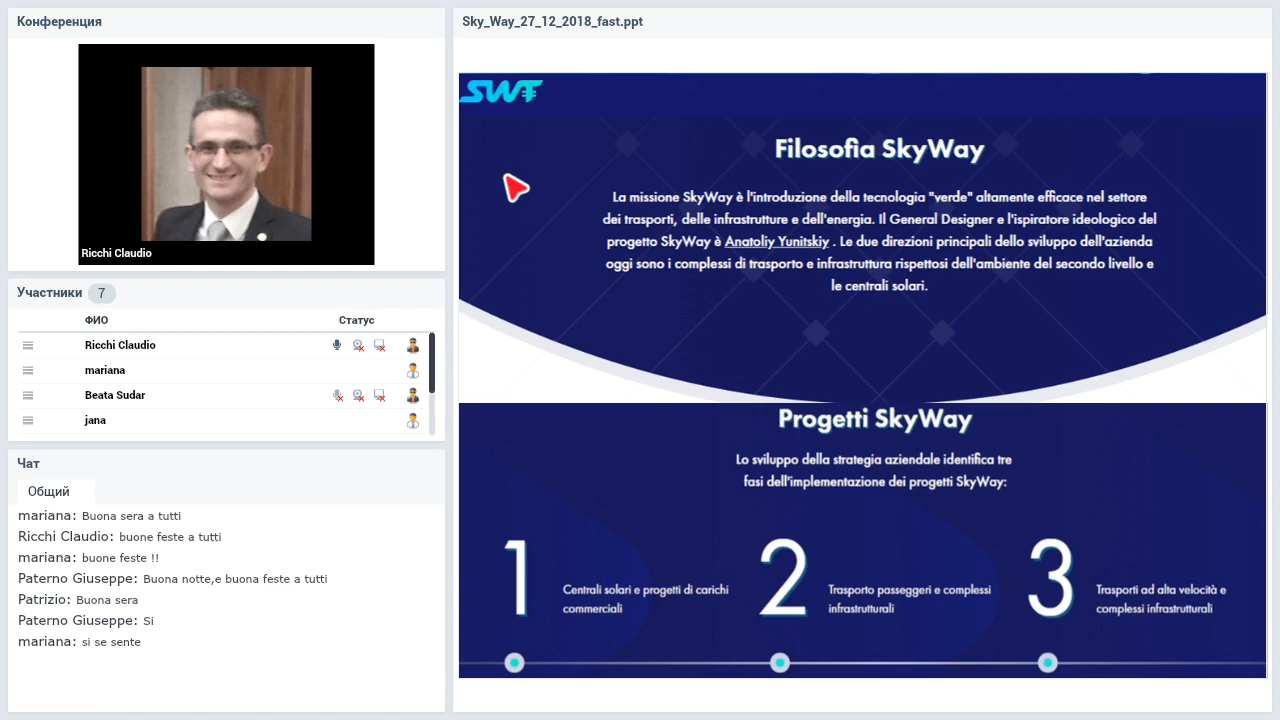 Конференция
Ricchi Claudio
Участники 7
ФИО Статус
Ricchi Claudio
mariana
Beata Sudar
jana
Чат
Общий
mariana: Buona sera a tutti
Ricchi Claudio: buone feste a tutti
mariana: buone feste !!
Paterno Giuseppe: Buona notte,e buona feste a tutti
Patrizio: Buona sera
Paterno Giuseppe: Si
mariana: si se sente
Sky_Way_27_12_2018_fast.ppt
SWT
Filosofia SkyWay
La missione SkyWay è l'introduzione della tecnologia "verde" altamente efficace nel settore
dei trasporti, delle infrastrutture e dell'energia. Il General Designer e l'ispiratore ideologico del
progetto SkyWay è Anatoliy Yunitskiy . Le due direzioni principali dello sviluppo dell'azienda
oggi sono i complessi di trasporto e infrastruttura rispettosi dell'ambiente del secondo livello e
le centrali solari.
Progetti SkyWay
Lo sviluppo della strategia aziendale identifica tre
fasi dell'implementazione dei progetti SkyWay:
1
Centrali solari e progetti di carichi
commerciali
2
Trasporto passeggeri e complessi
infrastrutturali
3
Trasporti ad alta velocità e
complessi infrastrutturali